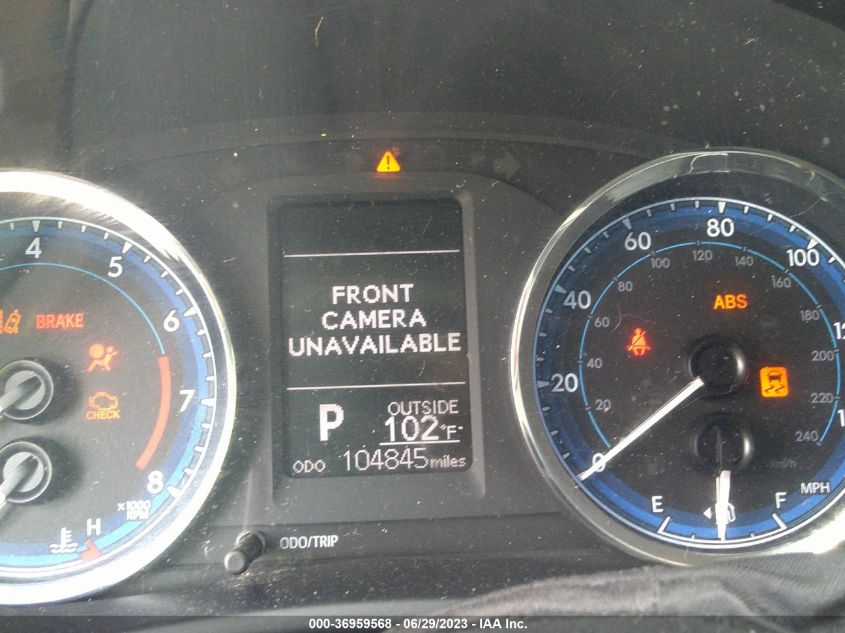 4
5
6
7
8
x1000
RPM
BRAKE
CHECK
H
FRONT
CAMERA
UNAVAILABLE
P
OUTSIDE
102°F
ODO 104845 miles
ODO/TRIP
0
20
40
60
80
100
0
20
40
60
80
100
120
140
160
180
200
220
240
km/h
MPH
ABS
E
F
000-36959568 - 06/29/2023 - IAA Inc.